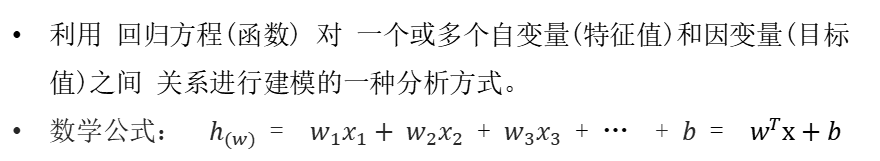 • 利用 回归方程(函数) 对 一个或多个自变量(特征值)和因变量(目标
值)之间 关系进行建模的一种分析方式。
• 数学公式： h₍w₎ = w₁x₁ + w₂x₂ + w₃x₃ + ⋯ + b = wᵀx + b